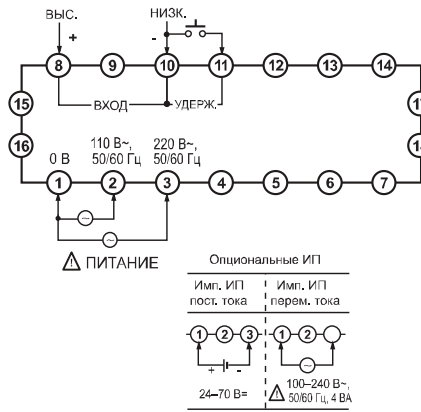 ВЫС.
НИЗК.
+
-
8 9 10 11 12 13 14
ВХОД
УДЕРЖ.
15
17
16
18
0 В
110 В~,
50/60 Гц
220 В~,
50/60 Гц
1 2 3 4 5 6 7
~
~
⚠ ПИТАНИЕ
Опциональные ИП
Имп. ИП
пост. тока
Имп. ИП
перем. тока
1 2 3
1 2
+ -
~
24–70 В=
⚠ 100–240 В~,
50/60 Гц, 4 ВА